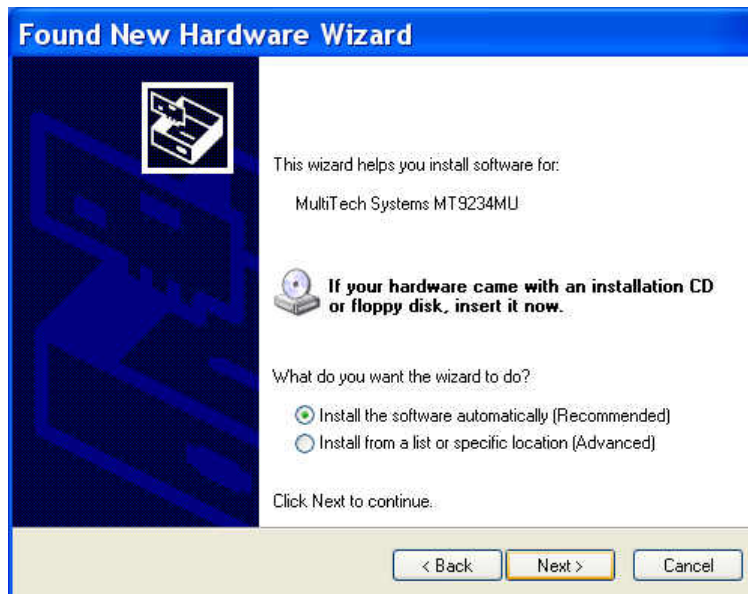 Found New Hardware Wizard
This wizard helps you install software for:
MultiTech Systems MT9234MU
If your hardware came with an installation CD
or floppy disk, insert it now.
What do you want the wizard to do?
Install the software automatically (Recommended)
Install from a list or specific location (Advanced)
Click Next to continue.
< Back
Next >
Cancel